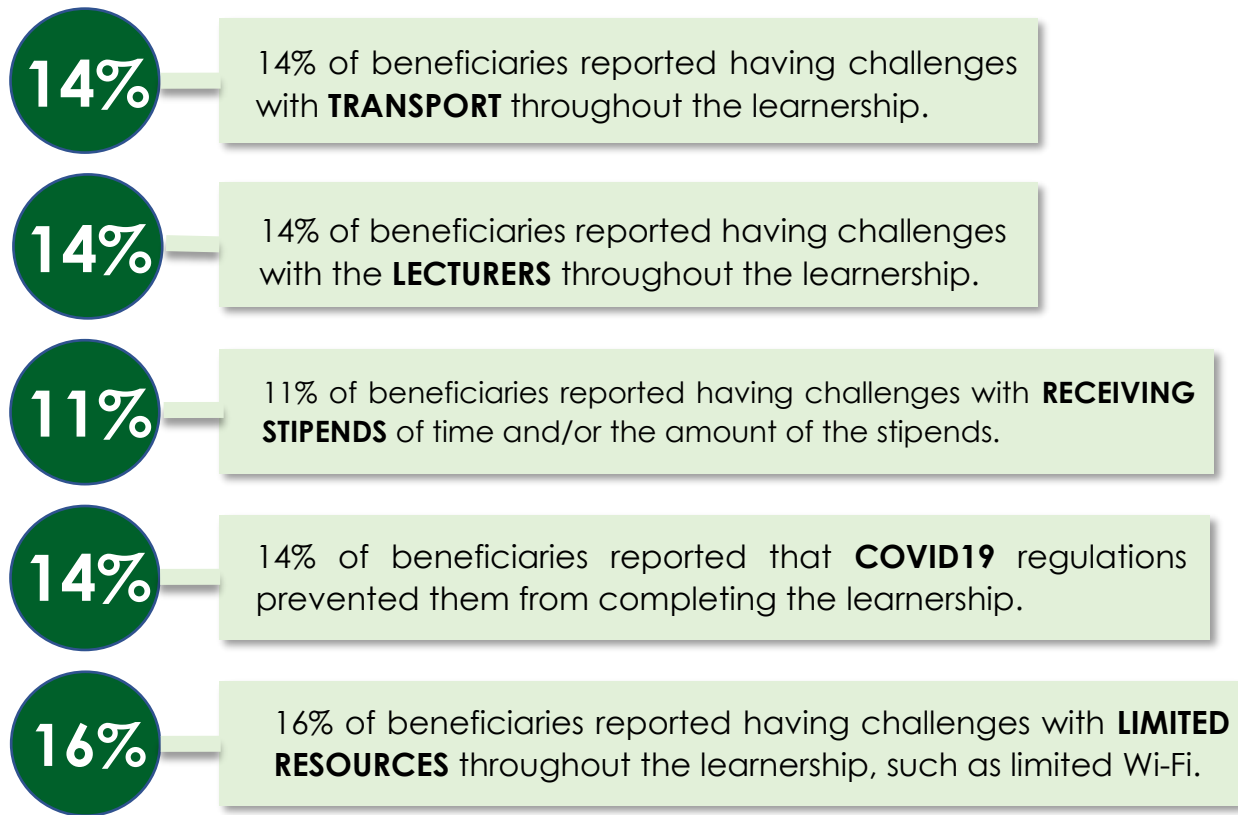 14%
14% of beneficiaries reported having challenges
with TRANSPORT throughout the learnership.
14%
14% of beneficiaries reported having challenges
with the LECTURERS throughout the learnership.
11%
11% of beneficiaries reported having challenges with RECEIVING
STIPENDS of time and/or the amount of the stipends.
14%
14% of beneficiaries reported that COVID19 regulations
prevented them from completing the learnership.
16%
16% of beneficiaries reported having challenges with LIMITED
RESOURCES throughout the learnership, such as limited Wi-Fi.